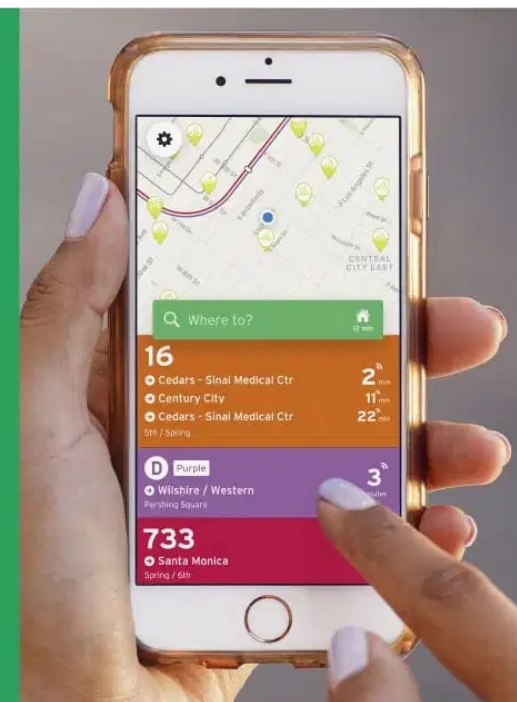 CENTRAL
CITY EAST
Where to?
12 min
16
Cedars - Sinai Medical Ctr
2 min
Century City
11 min
Cedars - Sinai Medical Ctr
22 min
5th / Spring
D Purple
3
Wilshire / Western
minutes
Pershing Square
733
Santa Monica
Spring / 6th